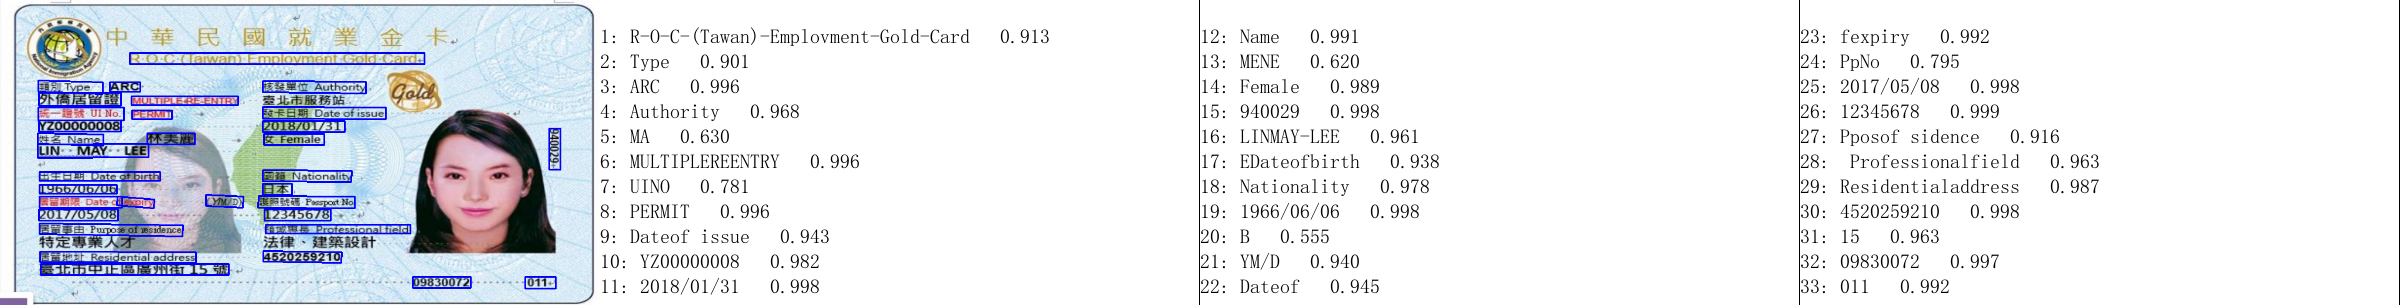 中華民國就業金卡
R·O·C·(Taiwan)·Employment·Gold·Card
類別 Type ARC 核發單位 Authority
外僑居留證 MULTIPLE RE-ENTRY 臺北市服務站 Gold
統一證號 UI No. PERMIT 發卡日期 Date of issue
YZ00000008 2018/01/31
姓名 Name 林美麗 女 Female 940029
LIN MAY LEE
出生日期 Date of birth 國籍 Nationality
1966/06/06 日本
居留期限 Date of expiry (Y/M/D) 護照號碼 Passport No
2017/05/08 12345678
居留事由 Purpose of residence 領域專長 Professional field
特定專業人才 法律、建築設計
居留地址 Residential address 4520259210
臺北市中正區廣州街 15 號
09830072 011
1: R-O-C-(Tawan)-Employment-Gold-Card 0.913
2: Type 0.901
3: ARC 0.996
4: Authority 0.968
5: MA 0.630
6: MULTIPLEREENTRY 0.996
7: UINO 0.781
8: PERMIT 0.996
9: Dateof issue 0.943
10: YZ00000008 0.982
11: 2018/01/31 0.998
12: Name 0.991
13: MENE 0.620
14: Female 0.989
15: 940029 0.998
16: LINMAY-LEE 0.961
17: EDateofbirth 0.938
18: Nationality 0.978
19: 1966/06/06 0.998
20: B 0.555
21: YM/D 0.940
22: Dateof 0.945
23: fexpiry 0.992
24: PpNo 0.795
25: 2017/05/08 0.998
26: 12345678 0.999
27: Pposof sidence 0.916
28: Professionalfield 0.963
29: Residentialaddress 0.987
30: 4520259210 0.998
31: 15 0.963
32: 09830072 0.997
33: 011 0.992